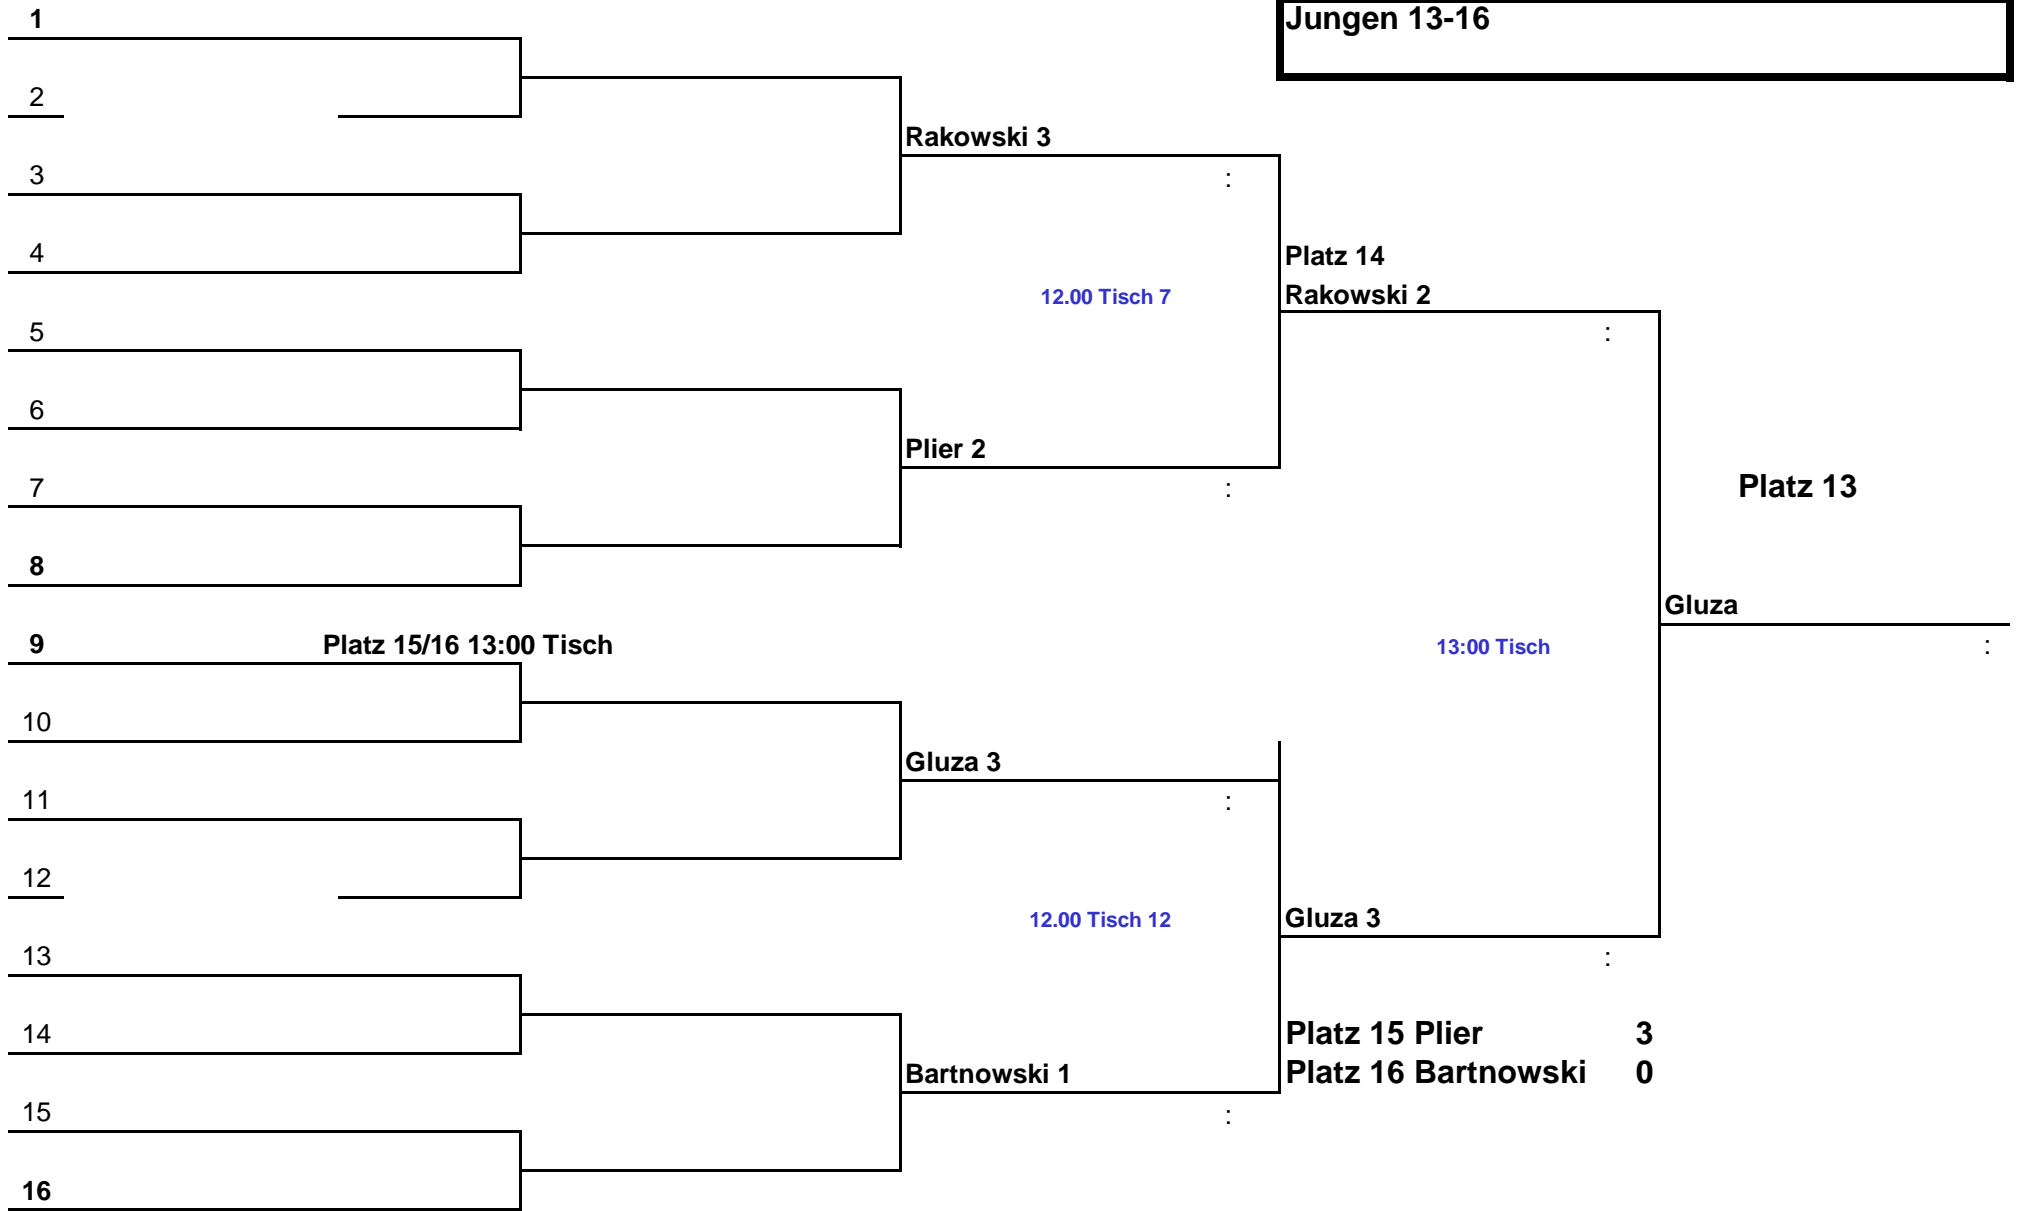 Jungen 13-16
1
2
Rakowski 3
3
:
4
Platz 14
12.00 Tisch 7
Rakowski 2
5
:
6
Plier 2
7
:
Platz 13
8
Gluza
9
Platz 15/16 13:00 Tisch
13:00 Tisch
:
10
Gluza 3
11
:
12
12.00 Tisch 12
Gluza 3
13
:
14
Platz 15 Plier 3
Bartnowski 1
Platz 16 Bartnowski 0
15
:
16